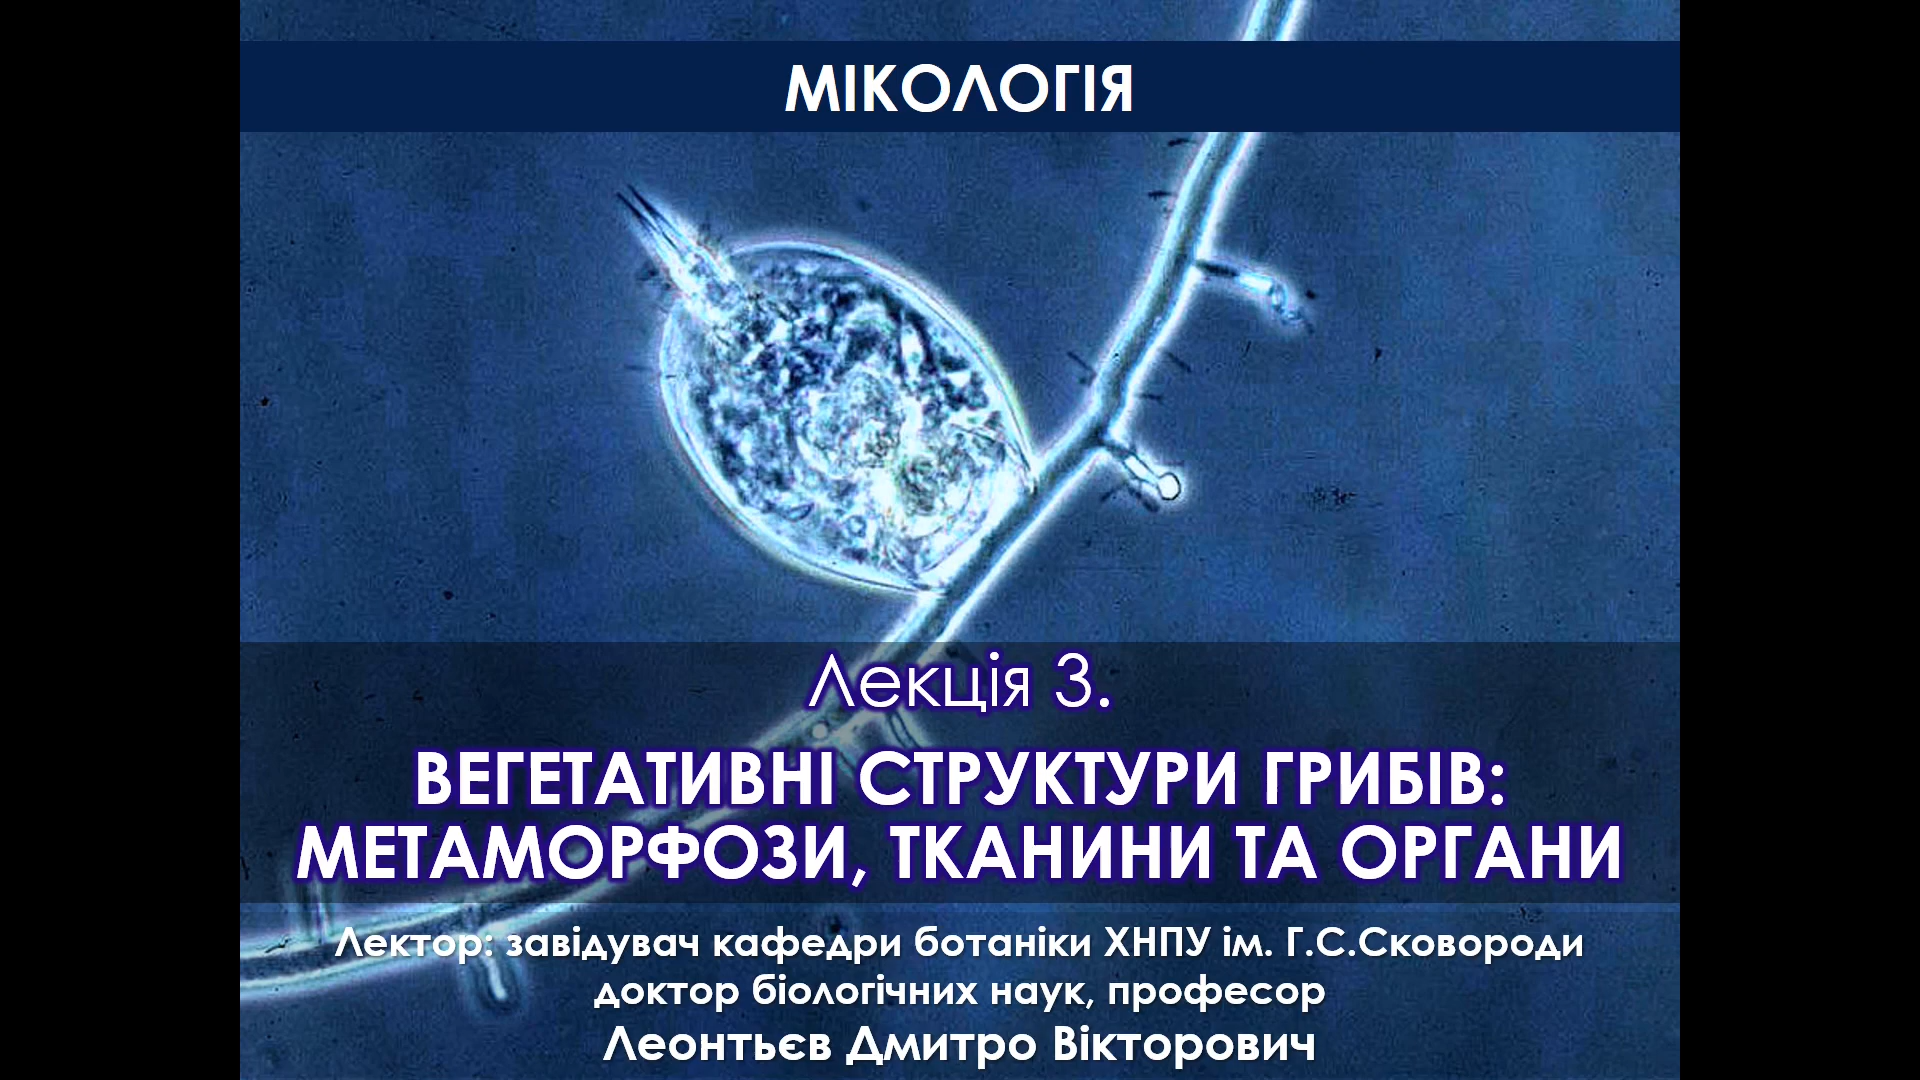 МІКОЛОГІЯ
Лекція 3.
ВЕГЕТАТИВНІ СТРУКТУРИ ГРИБІВ:
МЕТАМОРФОЗИ, ТКАНИНИ ТА ОРГАНИ
Лектор: завідувач кафедри ботаніки ХНПУ ім. Г.С.Сковороди
доктор біологічних наук, професор
Леонтьєв Дмитро Вікторович